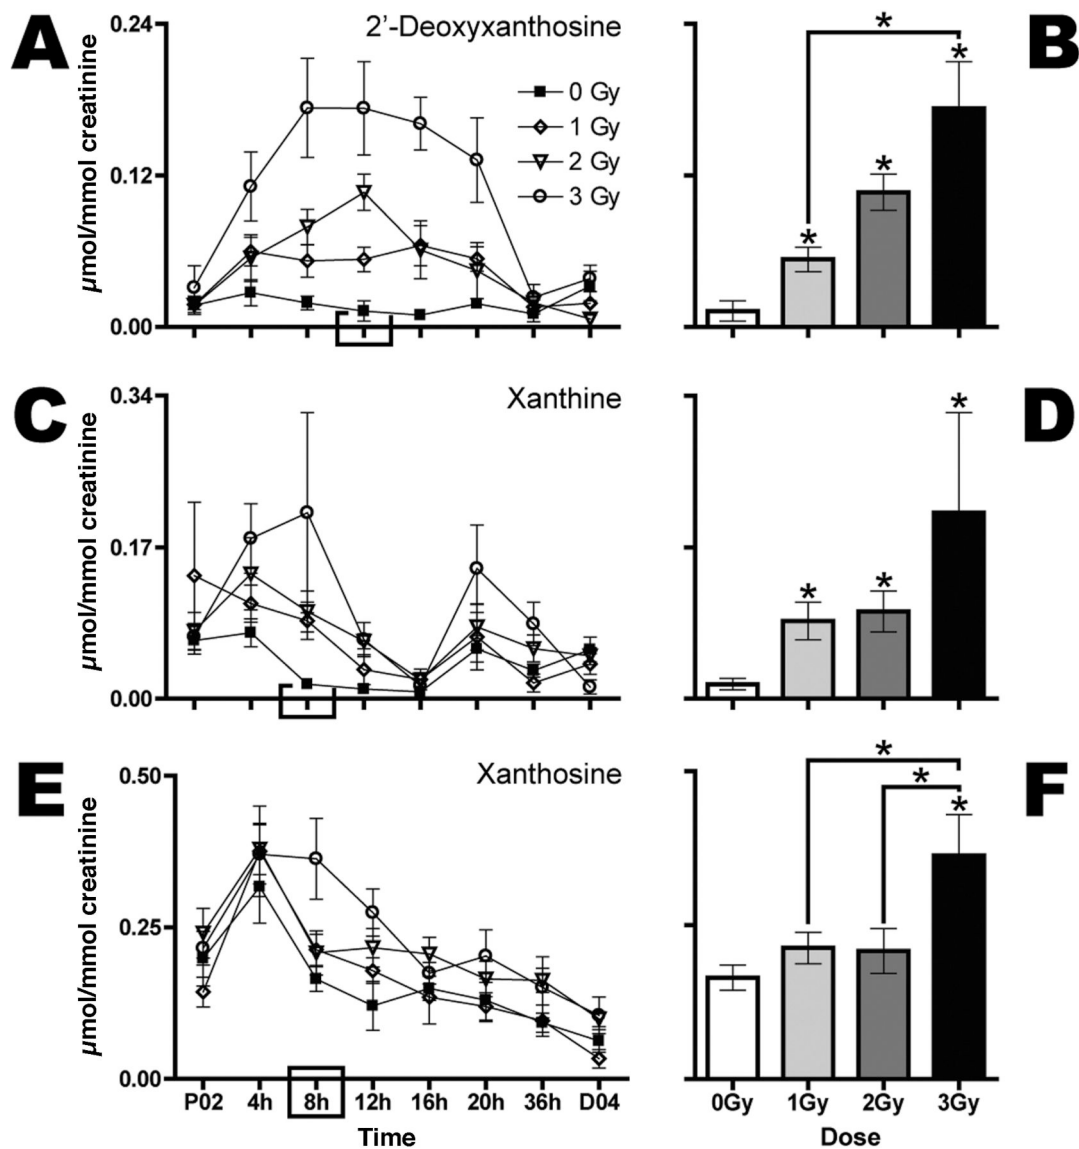 A
2’-Deoxyxanthosine
B
µmol/mmol creatinine
0.24
0.12
0.00
0 Gy
1 Gy
2 Gy
3 Gy
*
*
*
*
C
Xanthine
D
µmol/mmol creatinine
0.34
0.17
0.00
*
*
*
E
Xanthosine
F
µmol/mmol creatinine
0.50
0.25
0.00
*
*
*
P02 4h 8h 12h 16h 20h 36h D04
Time
0Gy 1Gy 2Gy 3Gy
Dose